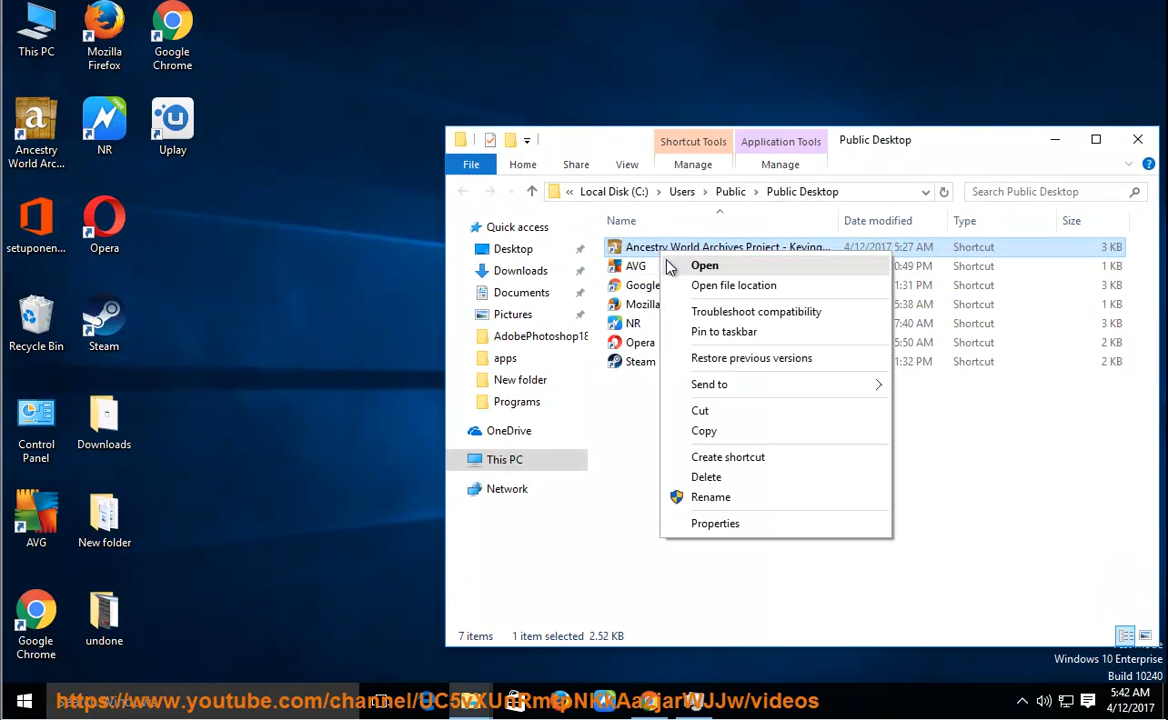 This PC
Mozilla
Firefox
Google
Chrome
Ancestry
World Arc...
NR
Uplay
setuponen...
Opera
Recycle Bin
Steam
Control
Panel
Downloads
AVG
New folder
Google
Chrome
undone
Shortcut Tools
Application Tools
Public Desktop
File
Home
Share
View
Manage
Manage
« Local Disk (C:) > Users > Public > Public Desktop
Search Public Desktop
Quick access
Desktop
Downloads
Documents
Pictures
AdobePhotoshop18
apps
New folder
Programs
OneDrive
This PC
Network
Name
Date modified
Type
Size
Ancestry World Archives Project - Keying... 4/12/2017 5:27 AM Shortcut 3 KB
AVG 0:49 PM Shortcut 1 KB
Google 1:31 PM Shortcut 3 KB
Mozilla 5:38 AM Shortcut 2 KB
NR 7:40 AM Shortcut 3 KB
Opera 5:50 AM Shortcut 2 KB
Steam 1:32 PM Shortcut 2 KB
Open
Open file location
Troubleshoot compatibility
Pin to taskbar
Restore previous versions
Send to
Cut
Copy
Create shortcut
Delete
Rename
Properties
7 items
1 item selected 2.52 KB
Windows 10 Enterprise
Build 10240
5:42 AM
4/12/2017